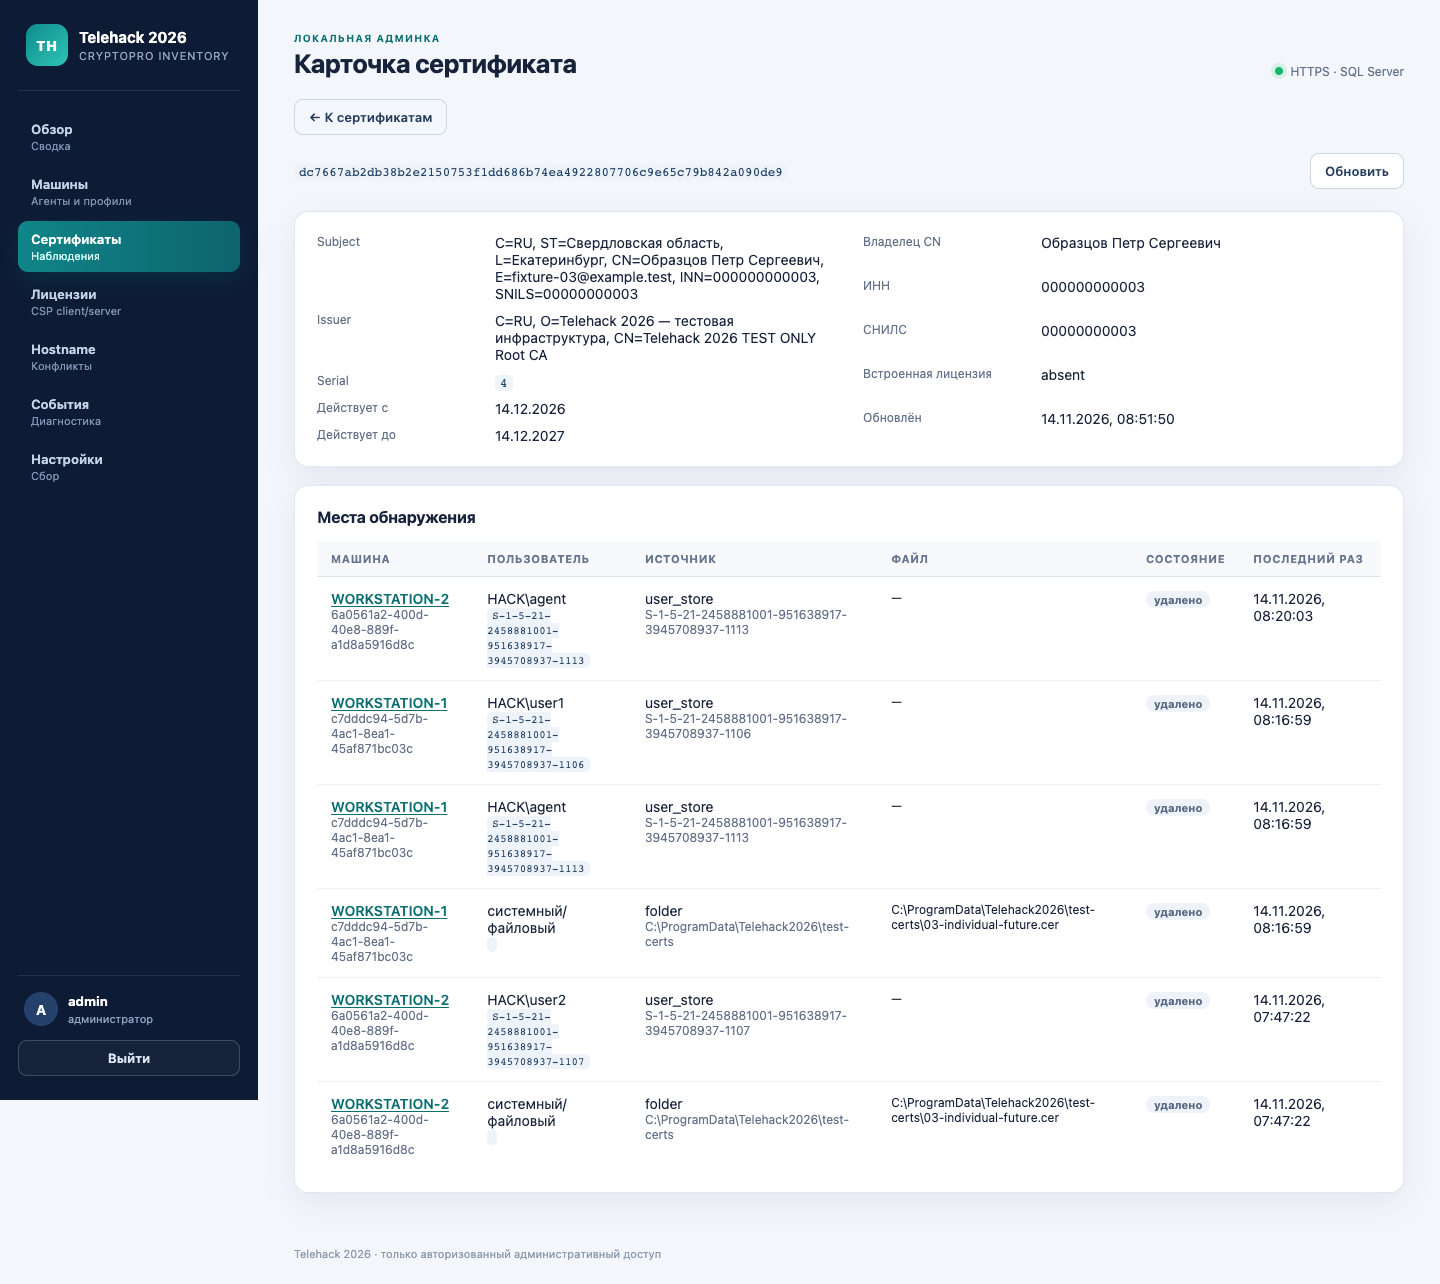 TH
Telehack 2026
CRYPTOPRO INVENTORY
Обзор
Сводка
Машины
Агенты и профили
Сертификаты
Наблюдения
Лицензии
CSP client/server
Hostname
Конфликты
События
Диагностика
Настройки
Сбор
A
admin
администратор
Выйти
ЛОКАЛЬНАЯ АДМИНКА
Карточка сертификата
HTTPS · SQL Server
← К сертификатам
dc7667ab2db38b2e2150753f1dd686b74ea4922807706c9e65c79b842a090de9
Обновить
Subject
C=RU, ST=Свердловская область,
L=Екатеринбург, CN=Образцов Петр Сергеевич,
E=fixture-03@example.test, INN=000000000003,
SNILS=00000000003
Issuer
C=RU, O=Telehack 2026 — тестовая
инфраструктура, CN=Telehack 2026 TEST ONLY
Root CA
Serial
4
Действует с
14.12.2026
Действует до
14.12.2027
Владелец CN
Образцов Петр Сергеевич
ИНН
000000000003
СНИЛС
00000000003
Встроенная лицензия
absent
Обновлён
14.11.2026, 08:51:50
Места обнаружения
МАШИНА ПОЛЬЗОВАТЕЛЬ ИСТОЧНИК ФАЙЛ СОСТОЯНИЕ ПОСЛЕДНИЙ РАЗ
WORKSTATION-2
6a0561a2-400d-
40e8-889f-
a1d8a5916d8c
HACK\agent
S-1-5-21-
2458881001-
951638917-
3945708937-1113
user_store
S-1-5-21-2458881001-951638917-
3945708937-1113
—
удалено
14.11.2026,
08:20:03
WORKSTATION-1
c7dddc94-5d7b-
4ac1-8ea1-
45af871bc03c
HACK\user1
S-1-5-21-
2458881001-
951638917-
3945708937-1106
user_store
S-1-5-21-2458881001-951638917-
3945708937-1106
—
удалено
14.11.2026,
08:16:59
WORKSTATION-1
c7dddc94-5d7b-
4ac1-8ea1-
45af871bc03c
HACK\agent
S-1-5-21-
2458881001-
951638917-
3945708937-1113
user_store
S-1-5-21-2458881001-951638917-
3945708937-1113
—
удалено
14.11.2026,
08:16:59
WORKSTATION-1
c7dddc94-5d7b-
4ac1-8ea1-
45af871bc03c
системный/
файловый
folder
C:\ProgramData\Telehack2026\test-
certs
C:\ProgramData\Telehack2026\test-
certs\03-individual-future.cer
удалено
14.11.2026,
08:16:59
WORKSTATION-2
6a0561a2-400d-
40e8-889f-
a1d8a5916d8c
HACK\user2
S-1-5-21-
2458881001-
951638917-
3945708937-1107
user_store
S-1-5-21-2458881001-951638917-
3945708937-1107
—
удалено
14.11.2026,
07:47:22
WORKSTATION-2
6a0561a2-400d-
40e8-889f-
a1d8a5916d8c
системный/
файловый
folder
C:\ProgramData\Telehack2026\test-
certs
C:\ProgramData\Telehack2026\test-
certs\03-individual-future.cer
удалено
14.11.2026,
07:47:22
Telehack 2026 · только авторизованный административный доступ